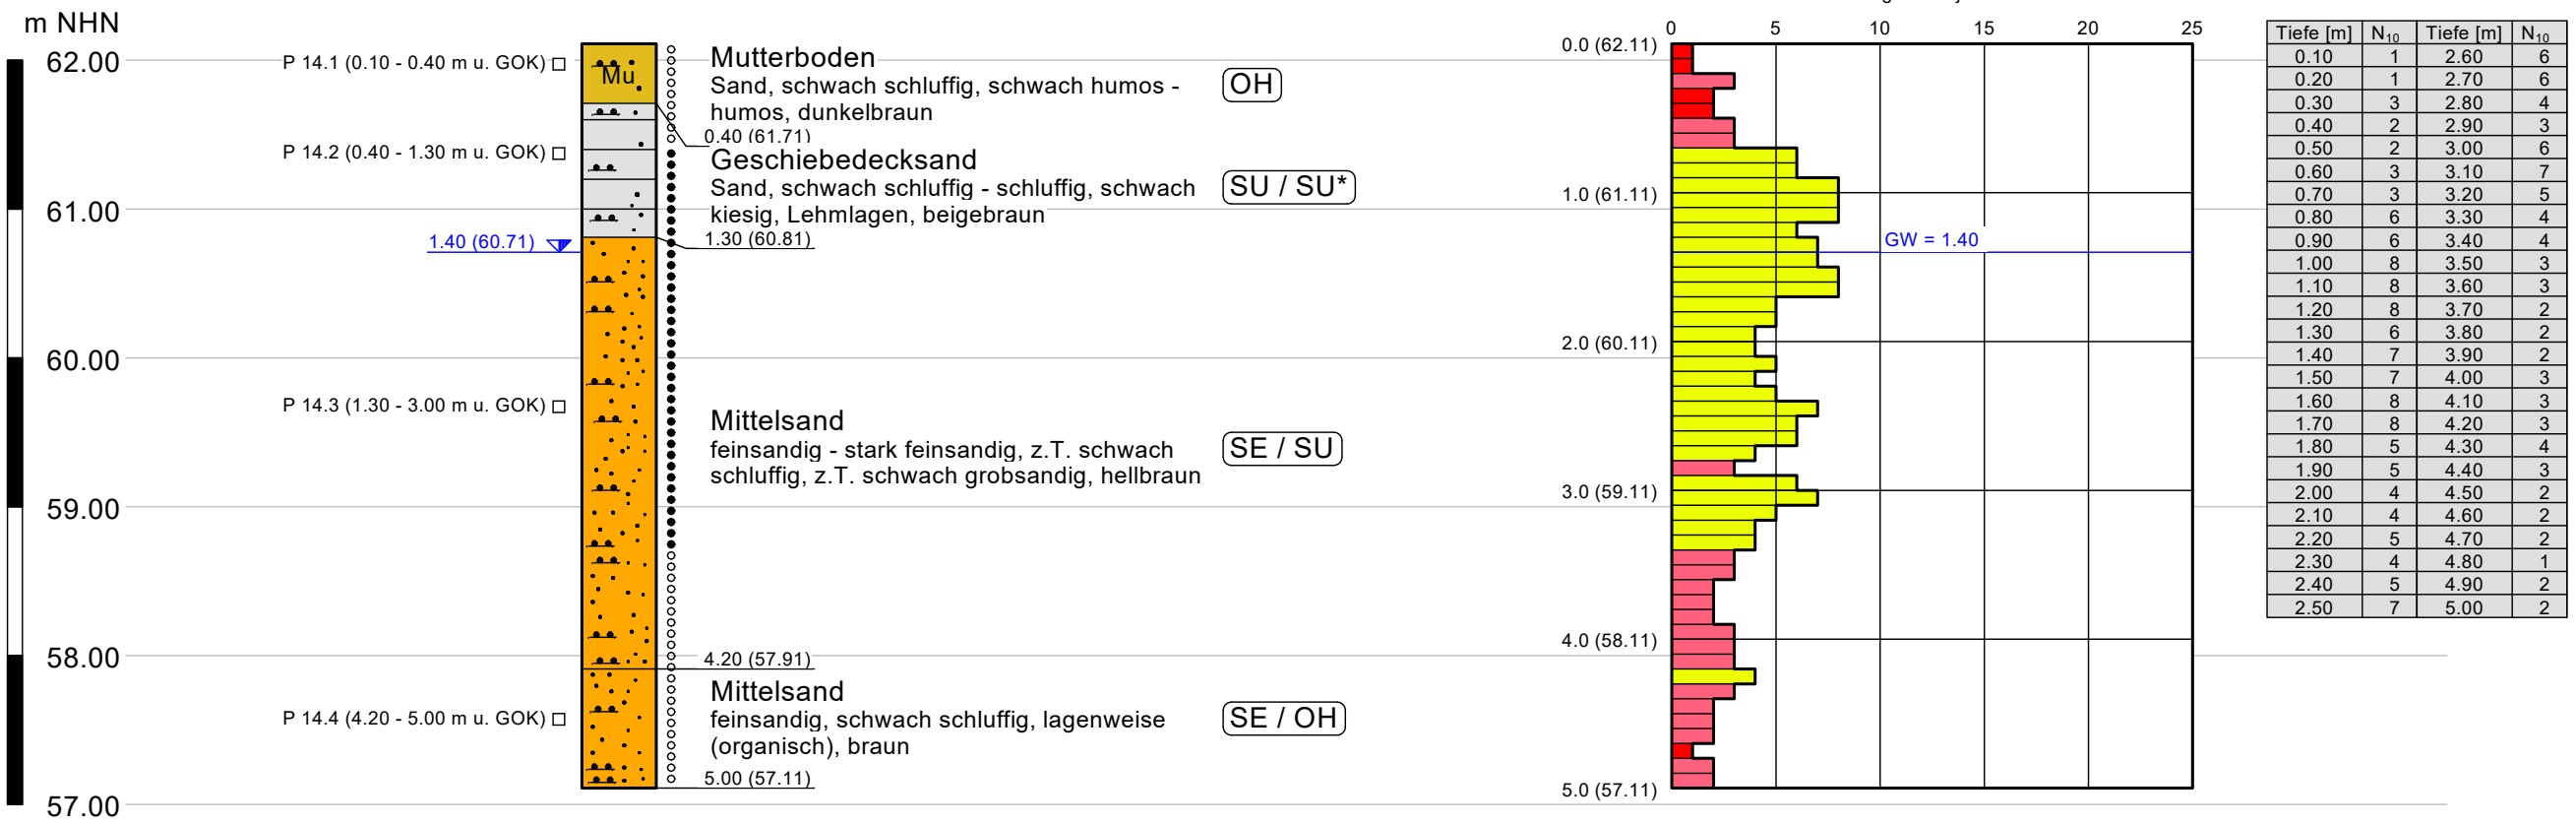 m NHN
62.00
61.00
60.00
59.00
58.00
57.00
P 14.1 (0.10 - 0.40 m u. GOK)
P 14.2 (0.40 - 1.30 m u. GOK)
1.40 (60.71)
P 14.3 (1.30 - 3.00 m u. GOK)
P 14.4 (4.20 - 5.00 m u. GOK)
Mu
Mutterboden
Sand, schwach schluffig, schwach humos -
humos, dunkelbraun
OH
0.40 (61.71)
Geschiebedecksand
Sand, schwach schluffig - schluffig, schwach
kiesig, Lehmlagen, beigebraun
SU / SU*
1.30 (60.81)
Mittelsand
feinsandig - stark feinsandig, z.T. schwach
schluffig, z.T. schwach grobsandig, hellbraun
SE / SU
4.20 (57.91)
Mittelsand
feinsandig, schwach schluffig, lagenweise
(organisch), braun
SE / OH
5.00 (57.11)
0 5 10 15 20 25
0.0 (62.11)
1.0 (61.11)
GW = 1.40
2.0 (60.11)
3.0 (59.11)
4.0 (58.11)
5.0 (57.11)
Tiefe [m] N10 Tiefe [m] N10
0.10 1 2.60 6
0.20 1 2.70 6
0.30 3 2.80 4
0.40 2 2.90 3
0.50 2 3.00 6
0.60 3 3.10 7
0.70 3 3.20 5
0.80 6 3.30 4
0.90 6 3.40 4
1.00 8 3.50 3
1.10 8 3.60 3
1.20 8 3.70 2
1.30 6 3.80 2
1.40 7 3.90 2
1.50 7 4.00 3
1.60 8 4.10 3
1.70 8 4.20 3
1.80 5 4.30 4
1.90 5 4.40 3
2.00 4 4.50 2
2.10 4 4.60 2
2.20 5 4.70 2
2.30 4 4.80 1
2.40 5 4.90 2
2.50 7 5.00 2